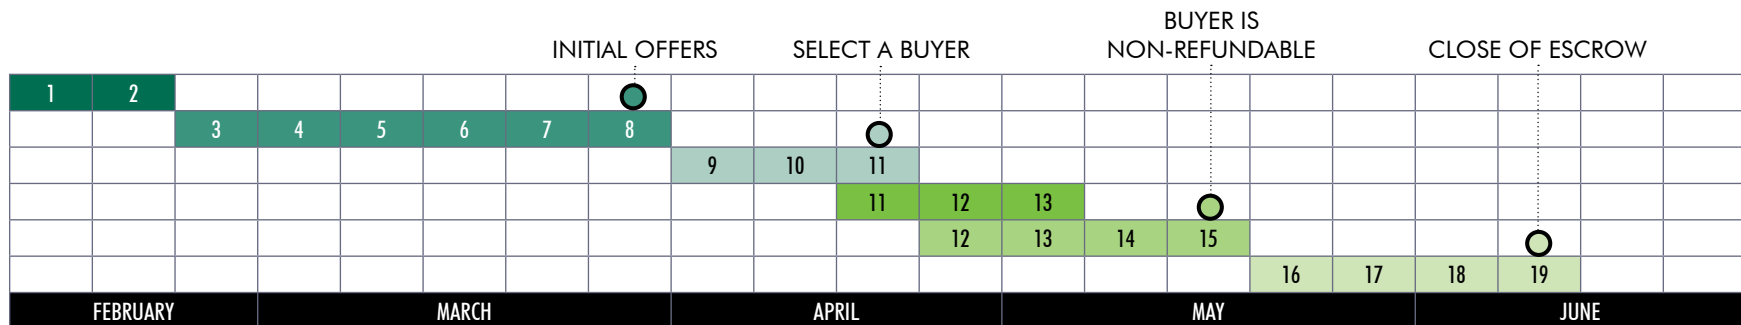 BUYER IS
INITIAL OFFERS SELECT A BUYER NON-REFUNDABLE CLOSE OF ESCROW
1 2
3 4 5 6 7 8
9 10 11
11 12 13
12 13 14 15
16 17 18 19
FEBRUARY MARCH APRIL MAY JUNE